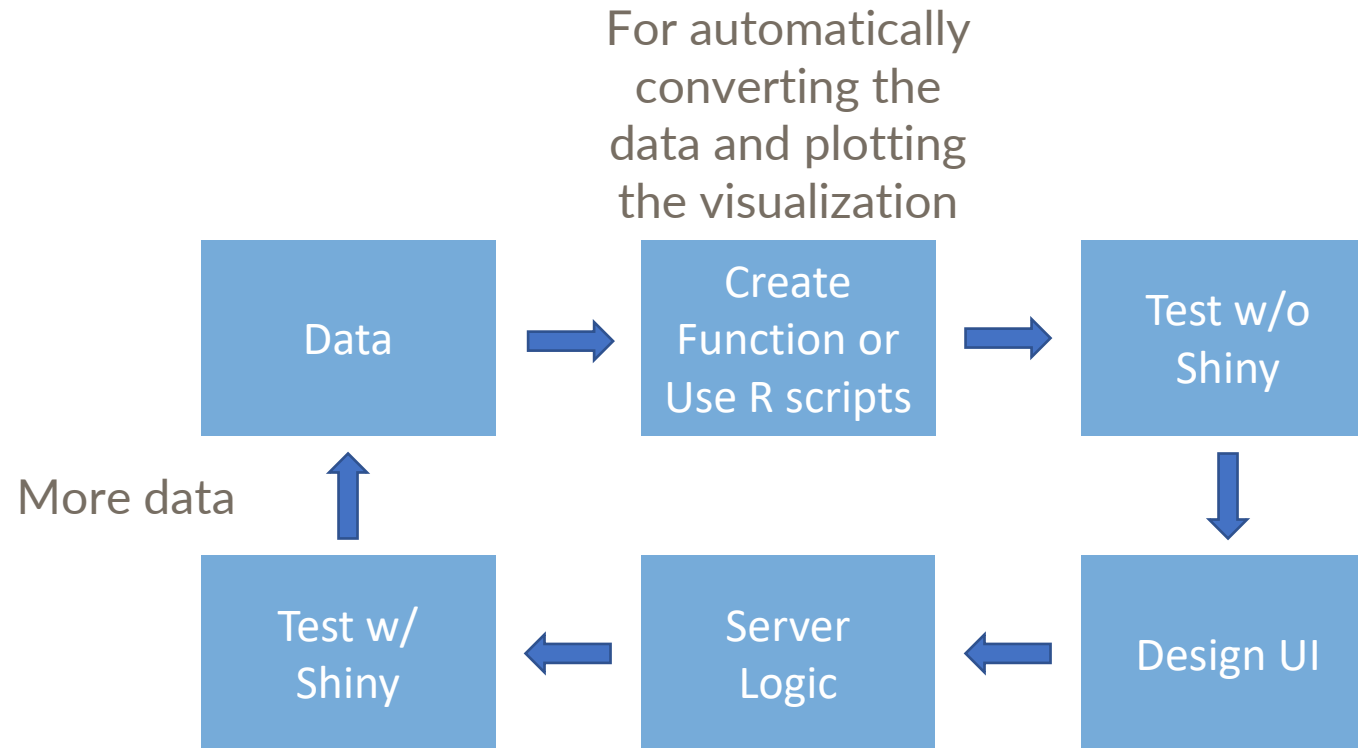 For automatically
converting the
data and plotting
the visualization
Data
Create
Function or
Use R scripts
Test w/o
Shiny
More data
Test w/
Shiny
Server
Logic
Design UI